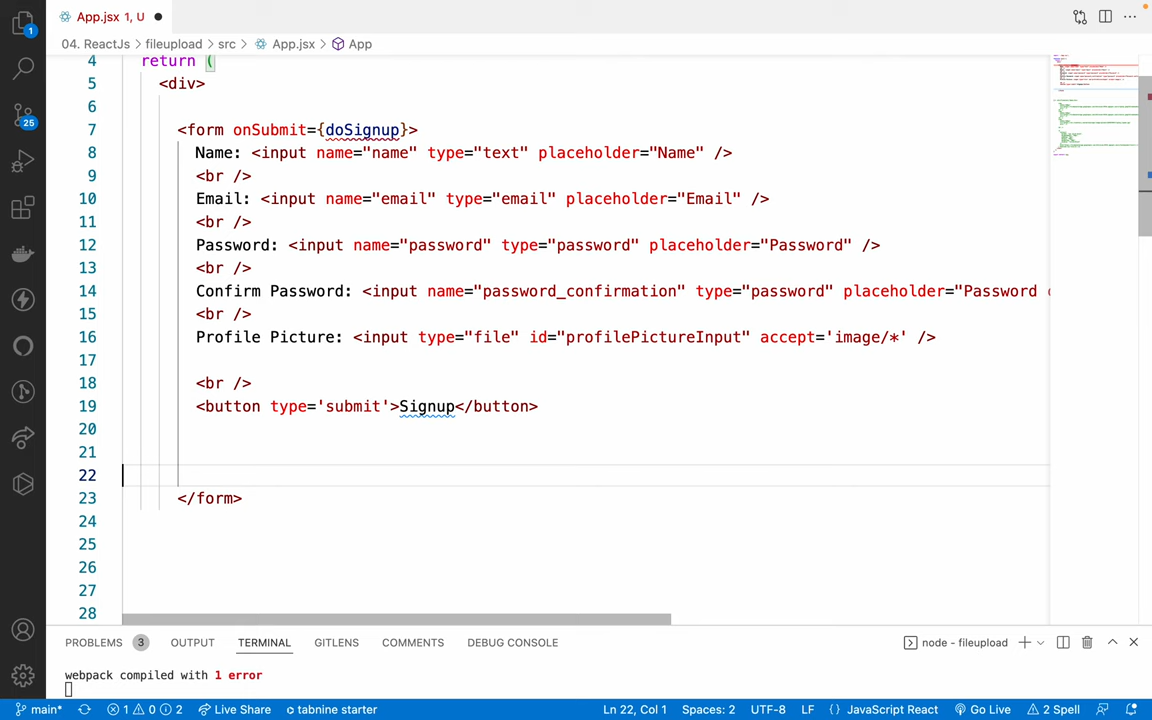 App.jsx 1, U
04. ReactJs > fileupload > src > App.jsx > App
4 return (
5 <div>
6
7 <form onSubmit={doSignup}>
8 Name: <input name="name" type="text" placeholder="Name" />
9 <br />
10 Email: <input name="email" type="email" placeholder="Email" />
11 <br />
12 Password: <input name="password" type="password" placeholder="Password" />
13 <br />
14 Confirm Password: <input name="password_confirmation" type="password" placeholder="Password c
15 <br />
16 Profile Picture: <input type="file" id="profilePictureInput" accept='image/*' />
17
18 <br />
19 <button type='submit'>Signup</button>
20
21
22
23 </form>
24
25
26
27
28
1
25
PROBLEMS 3 OUTPUT TERMINAL GITLENS COMMENTS DEBUG CONSOLE node - fileupload
webpack compiled with 1 error
main* 1 0 2 Live Share tabnine starter Ln 22, Col 1 Spaces: 2 UTF-8 LF {} JavaScript React Go Live 2 Spell